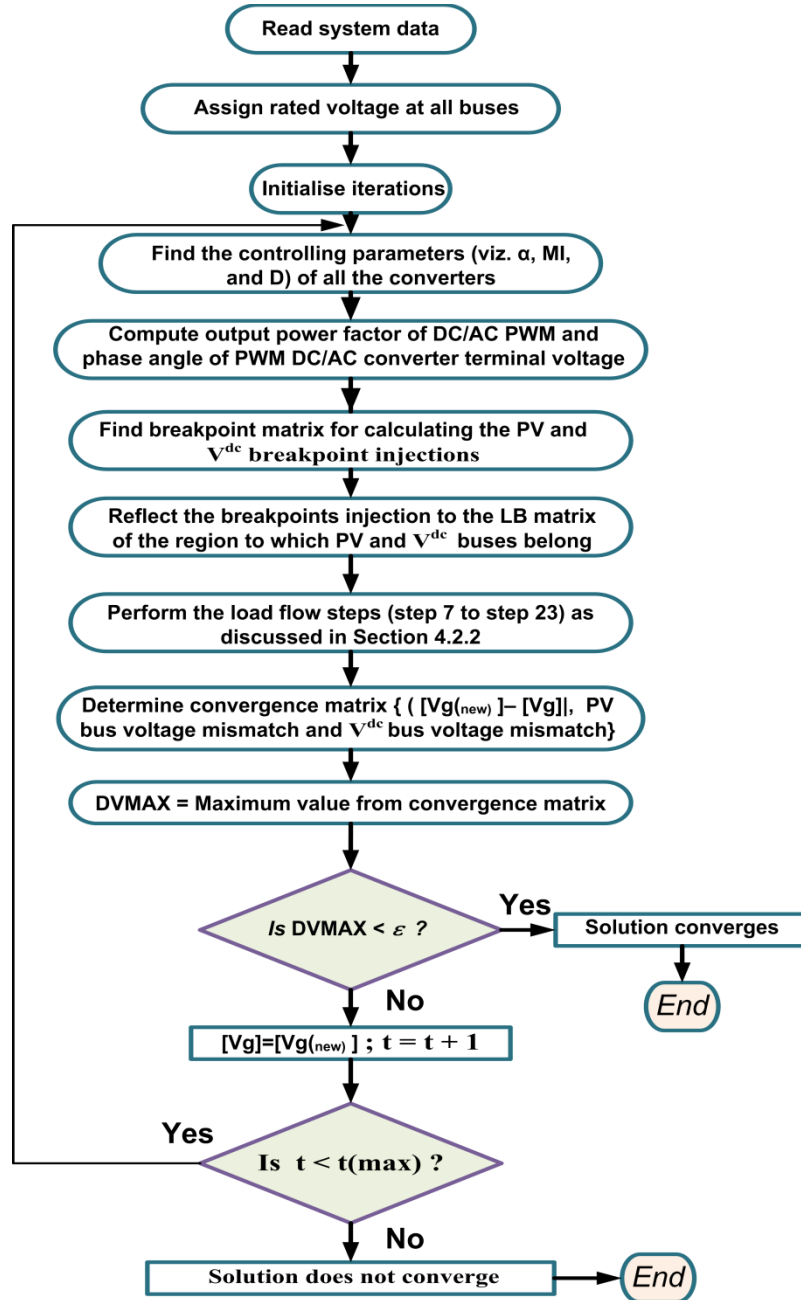 Read system data
Assign rated voltage at all buses
Initialise iterations
Find the controlling parameters (viz. α, MI,
and D) of all the converters
Compute output power factor of DC/AC PWM and
phase angle of PWM DC/AC converter terminal voltage
Find breakpoint matrix for calculating the PV and
V^dc breakpoint injections
Reflect the breakpoints injection to the LB matrix
of the region to which PV and V^dc buses belong
Perform the load flow steps (step 7 to step 23) as
discussed in Section 4.2.2
Determine convergence matrix { ( [Vg(new) ]– [Vg]|, PV
bus voltage mismatch and V^dc bus voltage mismatch}
DVMAX = Maximum value from convergence matrix
Is DVMAX < ε ?
Yes
Solution converges
End
No
[Vg]=[Vg(new) ] ; t = t + 1
Yes
Is t < t(max) ?
No
Solution does not converge
End